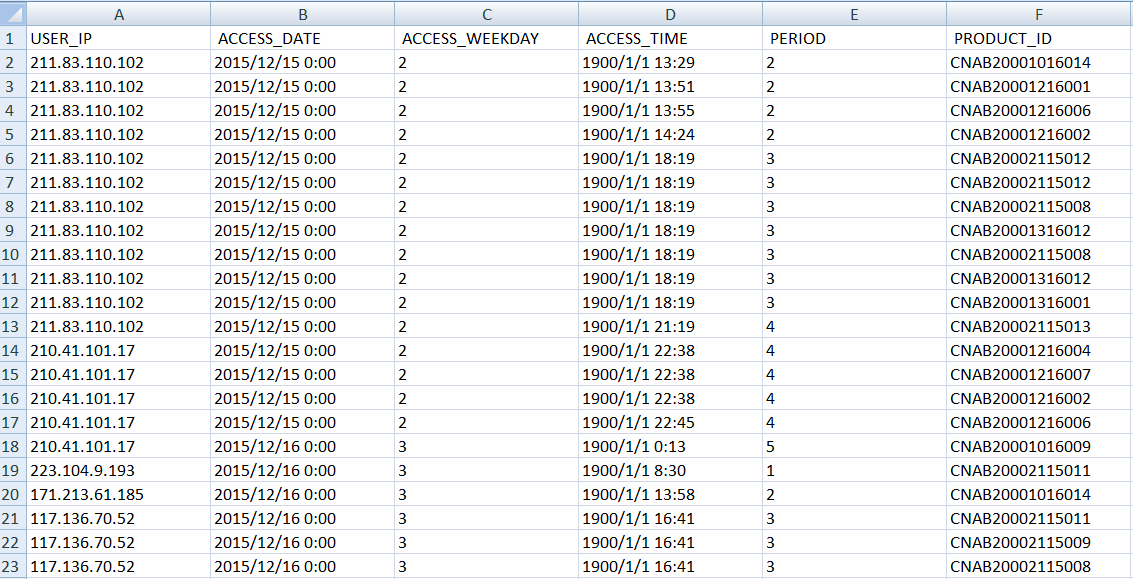 A B C D E F
1 USER_IP ACCESS_DATE ACCESS_WEEKDAY ACCESS_TIME PERIOD PRODUCT_ID
2 211.83.110.102 2015/12/15 0:00 2 1900/1/1 13:29 2 CNAB20001016014
3 211.83.110.102 2015/12/15 0:00 2 1900/1/1 13:51 2 CNAB20001216001
4 211.83.110.102 2015/12/15 0:00 2 1900/1/1 13:55 2 CNAB20001216006
5 211.83.110.102 2015/12/15 0:00 2 1900/1/1 14:24 2 CNAB20001216002
6 211.83.110.102 2015/12/15 0:00 2 1900/1/1 18:19 3 CNAB20002115012
7 211.83.110.102 2015/12/15 0:00 2 1900/1/1 18:19 3 CNAB20002115012
8 211.83.110.102 2015/12/15 0:00 2 1900/1/1 18:19 3 CNAB20002115008
9 211.83.110.102 2015/12/15 0:00 2 1900/1/1 18:19 3 CNAB20001316012
10 211.83.110.102 2015/12/15 0:00 2 1900/1/1 18:19 3 CNAB20002115008
11 211.83.110.102 2015/12/15 0:00 2 1900/1/1 18:19 3 CNAB20001316012
12 211.83.110.102 2015/12/15 0:00 2 1900/1/1 18:19 3 CNAB20001316001
13 211.83.110.102 2015/12/15 0:00 2 1900/1/1 21:19 4 CNAB20002115013
14 210.41.101.17 2015/12/15 0:00 2 1900/1/1 22:38 4 CNAB20001216004
15 210.41.101.17 2015/12/15 0:00 2 1900/1/1 22:38 4 CNAB20001216007
16 210.41.101.17 2015/12/15 0:00 2 1900/1/1 22:38 4 CNAB20001216002
17 210.41.101.17 2015/12/15 0:00 2 1900/1/1 22:45 4 CNAB20001216006
18 210.41.101.17 2015/12/16 0:00 3 1900/1/1 0:13 5 CNAB20001016009
19 223.104.9.193 2015/12/16 0:00 3 1900/1/1 8:30 1 CNAB20002115011
20 171.213.61.185 2015/12/16 0:00 3 1900/1/1 13:58 2 CNAB20001016014
21 117.136.70.52 2015/12/16 0:00 3 1900/1/1 16:41 3 CNAB20002115011
22 117.136.70.52 2015/12/16 0:00 3 1900/1/1 16:41 3 CNAB20002115009
23 117.136.70.52 2015/12/16 0:00 3 1900/1/1 16:41 3 CNAB20002115008